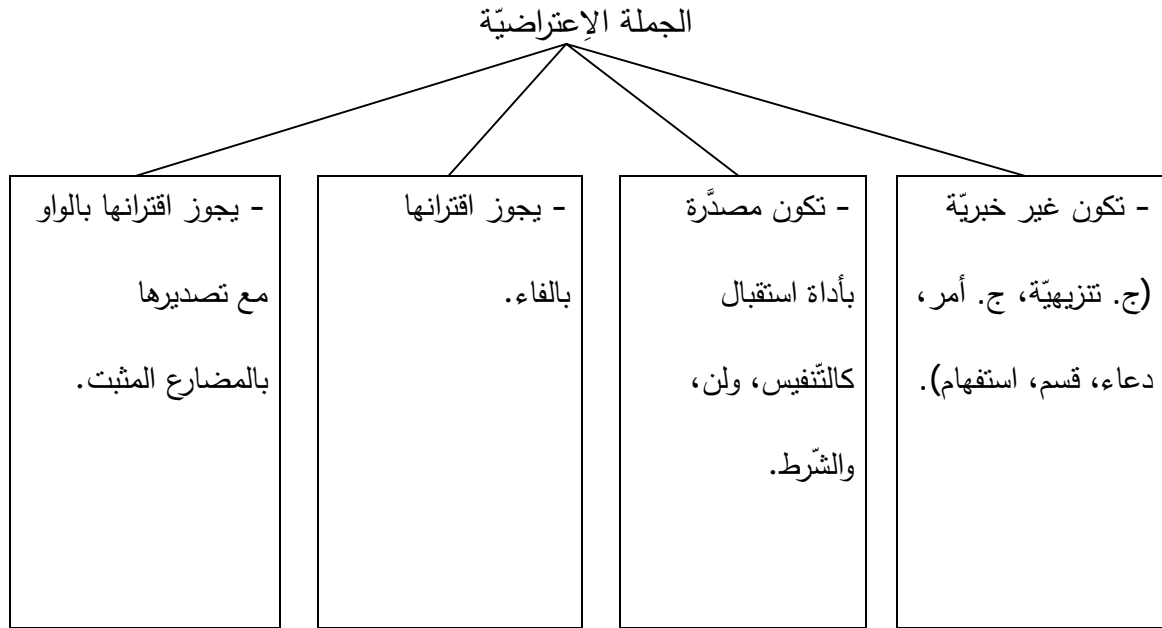 الجملة الإِعتراضيّة
- تكون غير خبريّة
(ج. تنزيهيّة، ج. أمر،
دعاء، قسم، استفهام).
- تكون مصدَّرة
بأداة استقبال
كالتّنفيس، ولن،
والشّرط.
- يجوز اقترانها
بالفاء.
- يجوز اقترانها بالواو
مع تصديرها
بالمضارع المثبت.